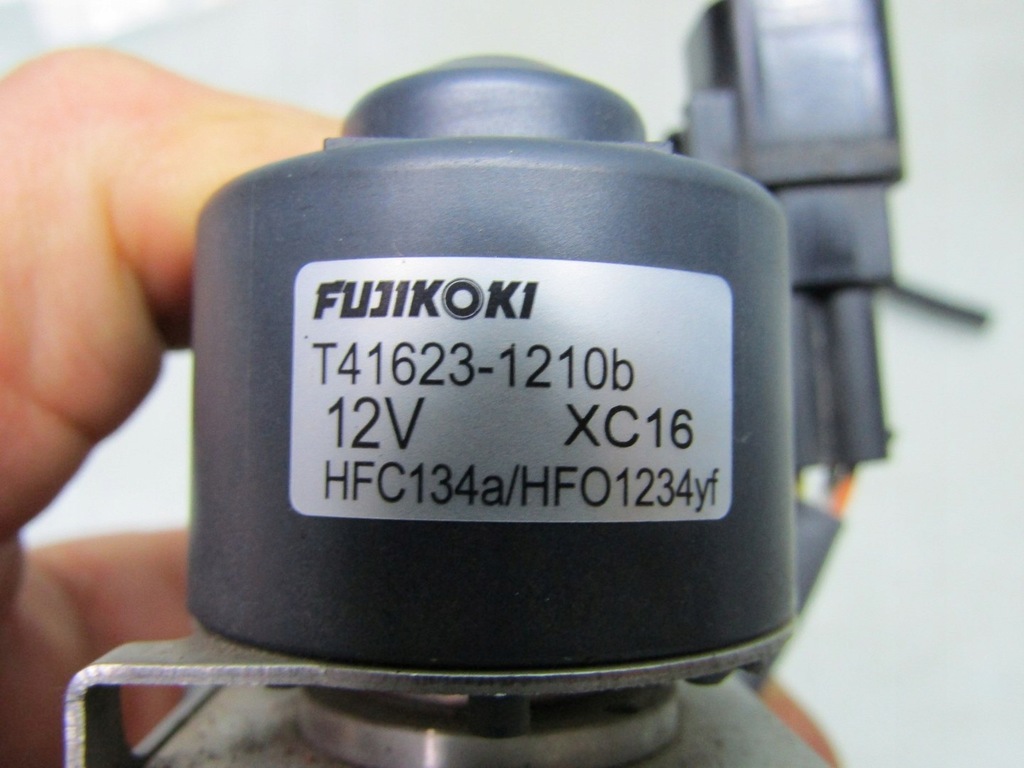 FUJIKOKI
T41623-1210b
12V XC16
HFC134a/HFO1234yf